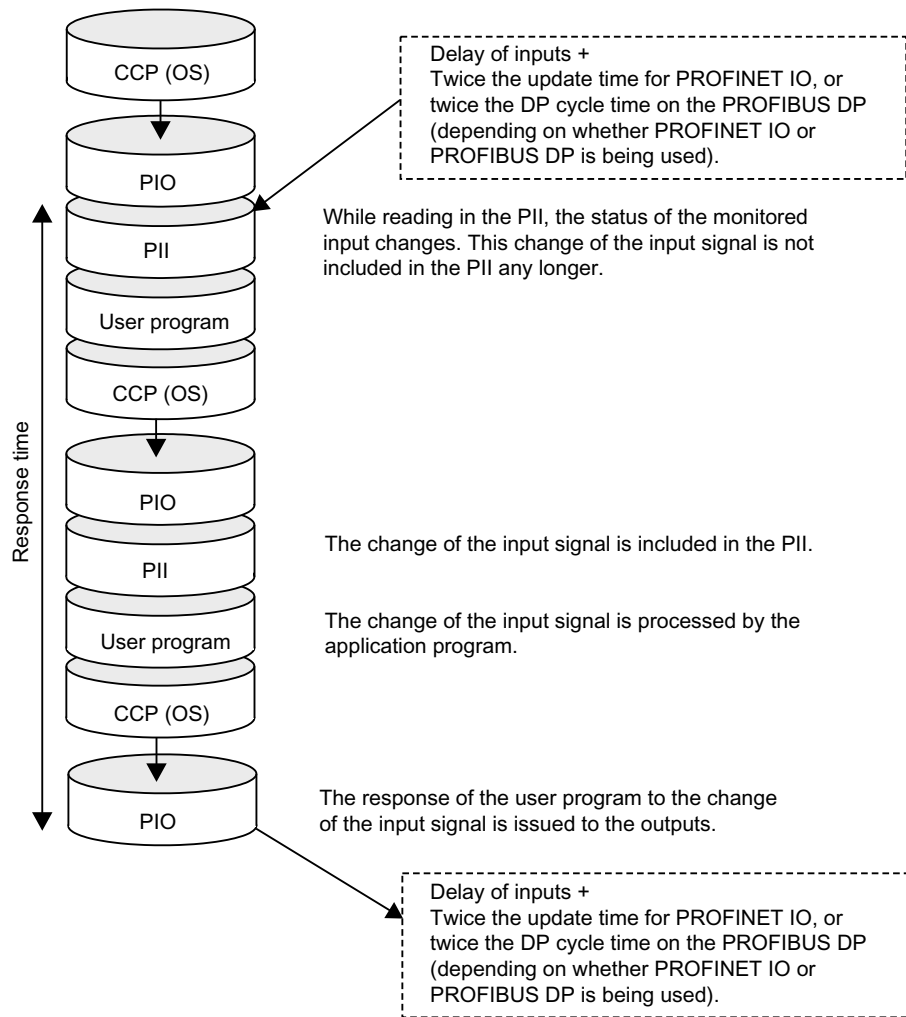 CCP (OS)
Delay of inputs +
Twice the update time for PROFINET IO, or
twice the DP cycle time on the PROFIBUS DP
(depending on whether PROFINET IO or
PROFIBUS DP is being used).
PIO
While reading in the PII, the status of the monitored
input changes. This change of the input signal is not
included in the PII any longer.
PII
User program
CCP (OS)
Response time
PIO
The change of the input signal is included in the PII.
PII
The change of the input signal is processed by the
application program.
User program
CCP (OS)
The response of the user program to the change
of the input signal is issued to the outputs.
PIO
Delay of inputs +
Twice the update time for PROFINET IO, or
twice the DP cycle time on the PROFIBUS DP
(depending on whether PROFINET IO or
PROFIBUS DP is being used).